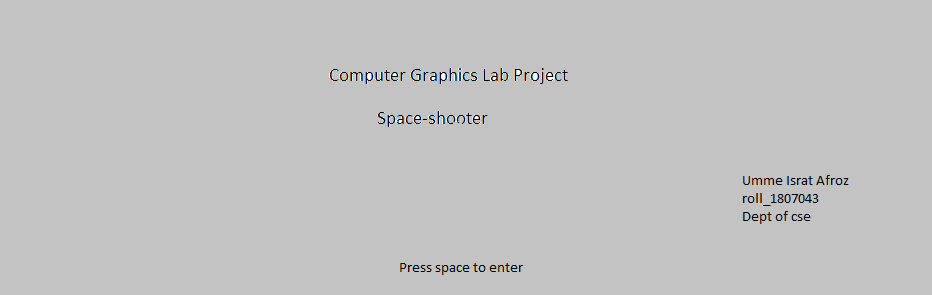 Computer Graphics Lab Project
Space-shooter
Umme Israt Afroz
roll_1807043
Dept of cse
Press space to enter